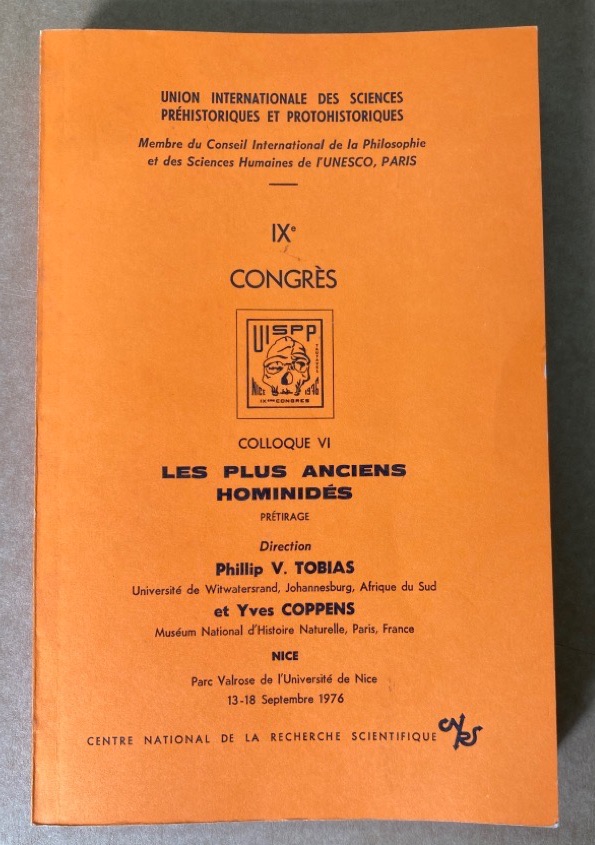 UNION INTERNATIONALE DES SCIENCES
PRÉHISTORIQUES ET PROTOHISTORIQUES
Membre du Conseil International de la Philosophie
et des Sciences Humaines de l'UNESCO, PARIS
IXe
CONGRÈS
UISPP
NICE 1976
IXème CONGRES
COLLOQUE VI
LES PLUS ANCIENS
HOMINIDÉS
PRÉTIRAGE
Direction
Phillip V. TOBIAS
Université de Witwatersrand, Johannesburg, Afrique du Sud
et Yves COPPENS
Muséum National d'Histoire Naturelle, Paris, France
NICE
Parc Valrose de l'Université de Nice
13-18 Septembre 1976
CENTRE NATIONAL DE LA RECHERCHE SCIENTIFIQUE CNRS